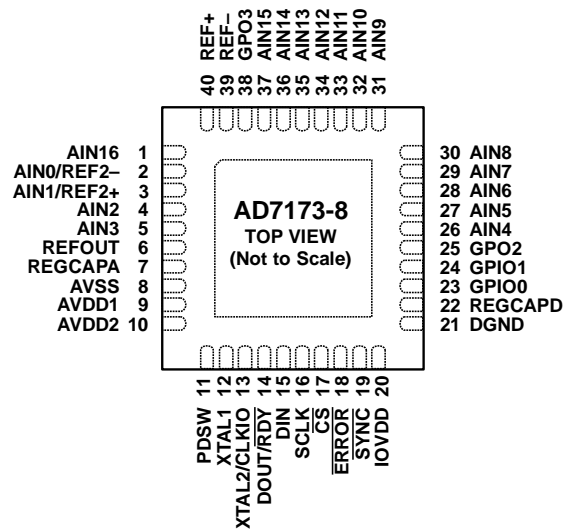 40 REF+
39 REF–
38 GPO3
37 AIN15
36 AIN14
35 AIN13
34 AIN12
33 AIN11
32 AIN10
31 AIN9
AIN16 1
AIN0/REF2– 2
AIN1/REF2+ 3
AIN2 4
AIN3 5
REFOUT 6
REGCAPA 7
AVSS 8
AVDD1 9
AVDD2 10
AD7173-8
TOP VIEW
(Not to Scale)
30 AIN8
29 AIN7
28 AIN6
27 AIN5
26 AIN4
25 GPO2
24 GPIO1
23 GPIO0
22 REGCAPD
21 DGND
PDSW 11
XTAL1 12
XTAL2/CLKIO 13
DOUT/RDY 14
DIN 15
SCLK 16
CS 17
ERROR 18
SYNC 19
IOVDD 20